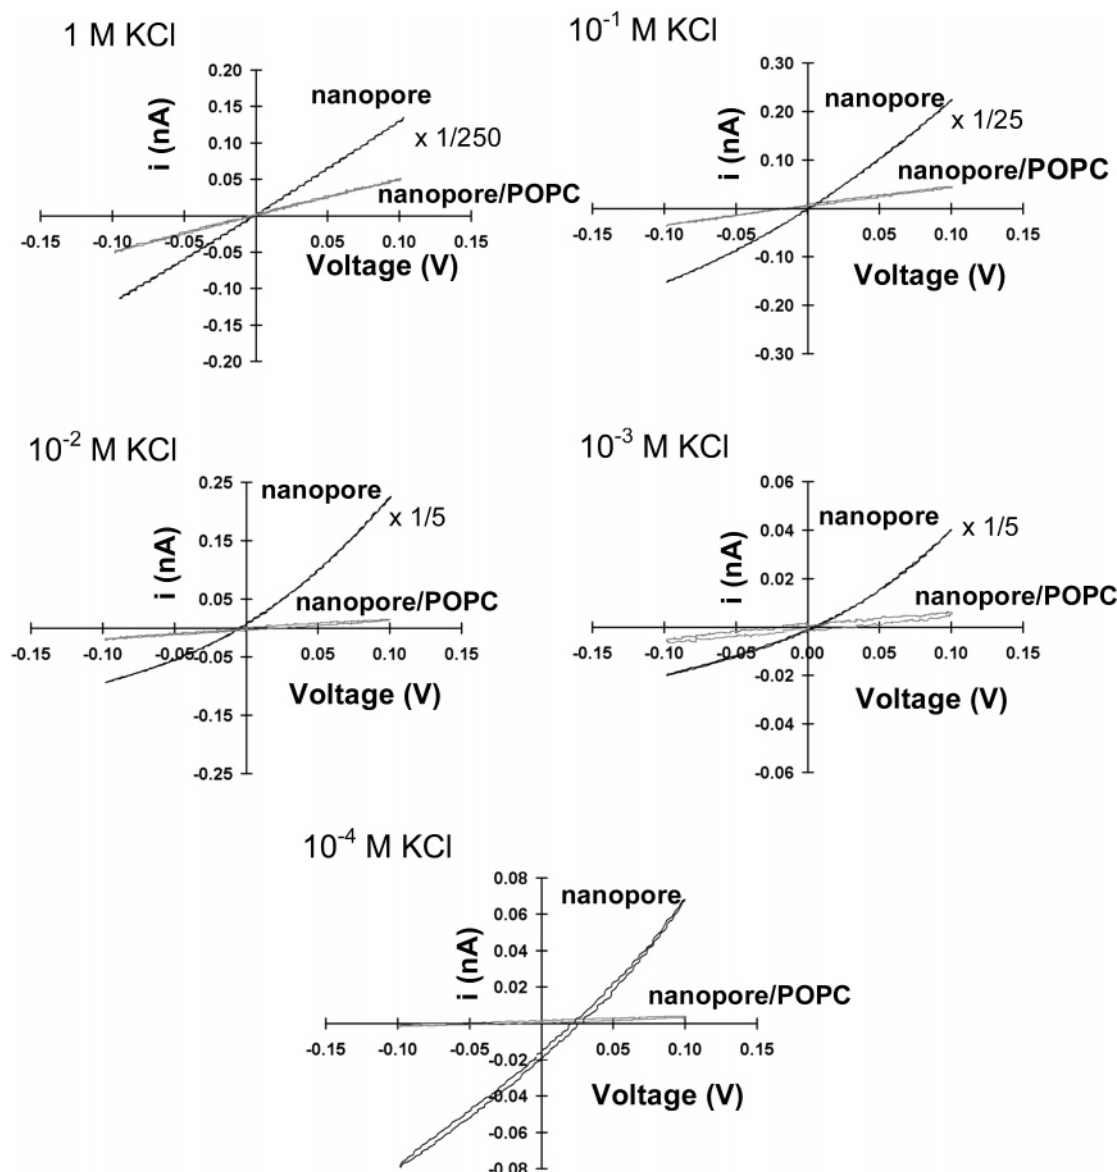 1 M KCl
0.20
0.15
0.10
0.05
-0.05
-0.10
-0.15
-0.20
i (nA)
nanopore
x 1/250
nanopore/POPC
-0.15 -0.10 -0.05 0.05 0.10 0.15
Voltage (V)
10⁻¹ M KCl
0.30
0.20
0.10
-0.10
-0.20
-0.30
i (nA)
nanopore
x 1/25
nanopore/POPC
-0.15 -0.10 -0.05 0.05 0.10 0.15
Voltage (V)
10⁻² M KCl
0.25
0.15
0.05
-0.05
-0.15
-0.25
i (nA)
nanopore
x 1/5
nanopore/POPC
-0.15 -0.10 0.05 0.10 0.15
Voltage (V)
10⁻³ M KCl
0.06
0.04
0.02
-0.02
-0.04
-0.06
i (nA)
nanopore
x 1/5
nanopore/POPC
-0.15 -0.10 -0.05 0.00 0.05 0.10 0.15
Voltage (V)
10⁻⁴ M KCl
0.08
0.06
0.04
0.02
-0.02
-0.04
-0.06
-0.08
i (nA)
nanopore
nanopore/POPC
-0.15 -0.10 -0.05 0.05 0.10 0.15
Voltage (V)